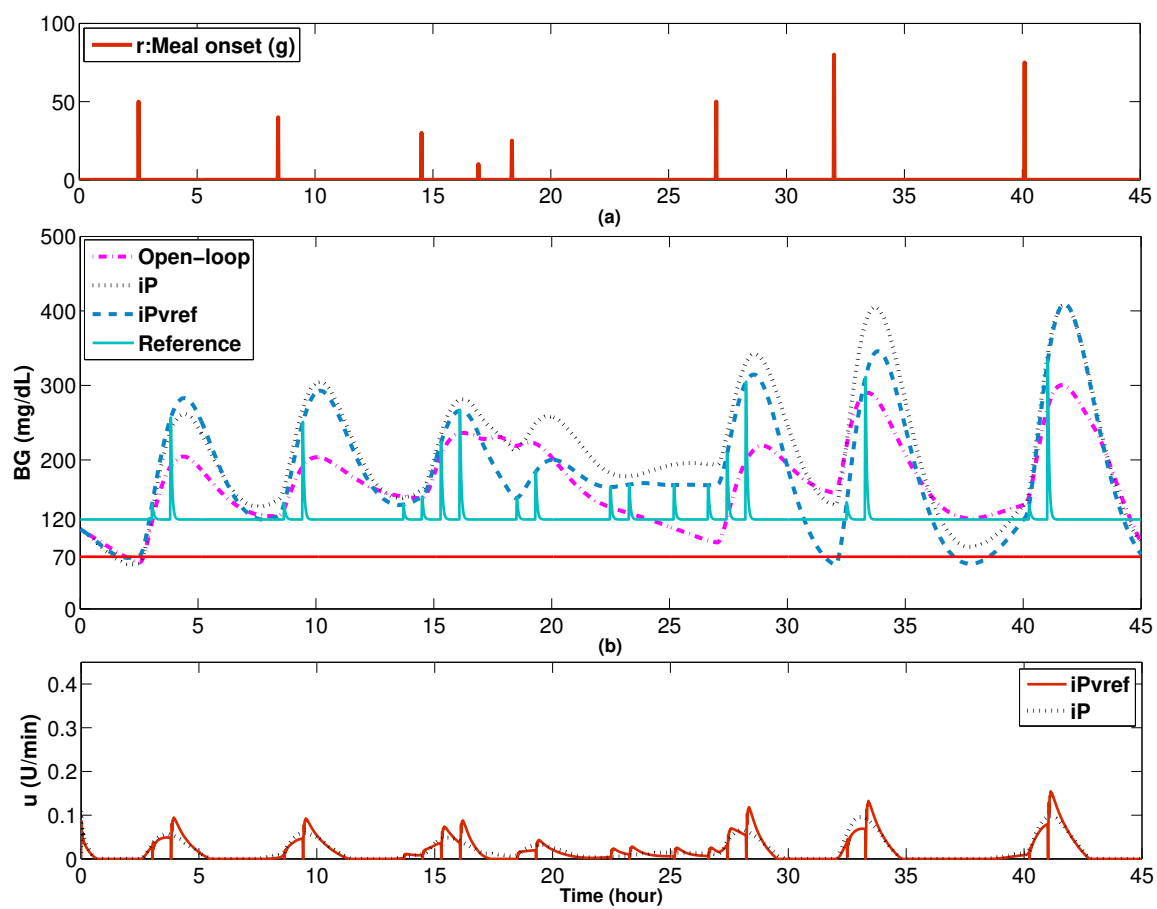 100
50
0
r:Meal onset (g)
0 5 10 15 20 25 30 35 40 45
(a)
BG (mg/dL)
500
400
300
200
120
70
0
Open-loop
iP
iPvref
Reference
0 5 10 15 20 25 30 35 40 45
(b)
u (U/min)
0.4
0.3
0.2
0.1
0
iPvref
iP
0 5 10 15 20 25 30 35 40 45
Time (hour)